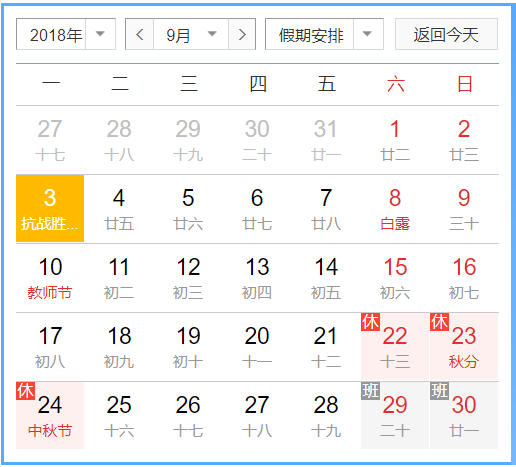 2018年 9月 假期安排 返回今天
一 二 三 四 五 六 日
27 28 29 30 31 1 2
十七 十八 十九 二十 廿一 廿二 廿三
3 4 5 6 7 8 9
抗战胜... 廿五 廿六 廿七 廿八 白露 三十
10 11 12 13 14 15 16
教师节 初二 初三 初四 初五 初六 初七
17 18 19 20 21 休 22 休 23
初八 初九 初十 十一 十二 十三 秋分
休 24 25 26 27 28 班 29 班 30
中秋节 十六 十七 十八 十九 二十 廿一